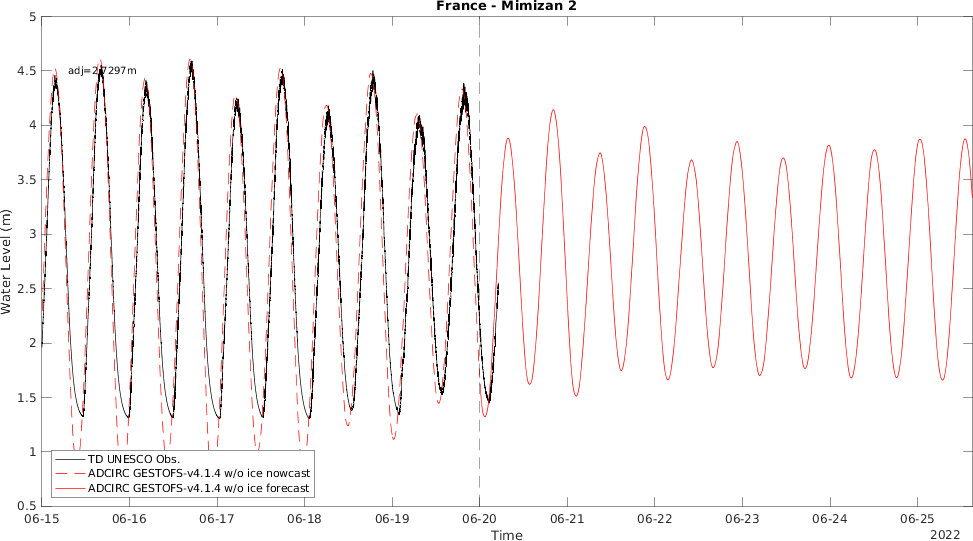 France - Mimizan 2
5
4.5
4
3.5
3
2.5
2
1.5
1
0.5
Water Level (m)
adj=2.7297m
TD UNESCO Obs.
ADCIRC GESTOFS-v4.1.4 w/o ice nowcast
ADCIRC GESTOFS-v4.1.4 w/o ice forecast
06-15 06-16 06-17 06-18 06-19 06-20 06-21 06-22 06-23 06-24 06-25
Time
2022